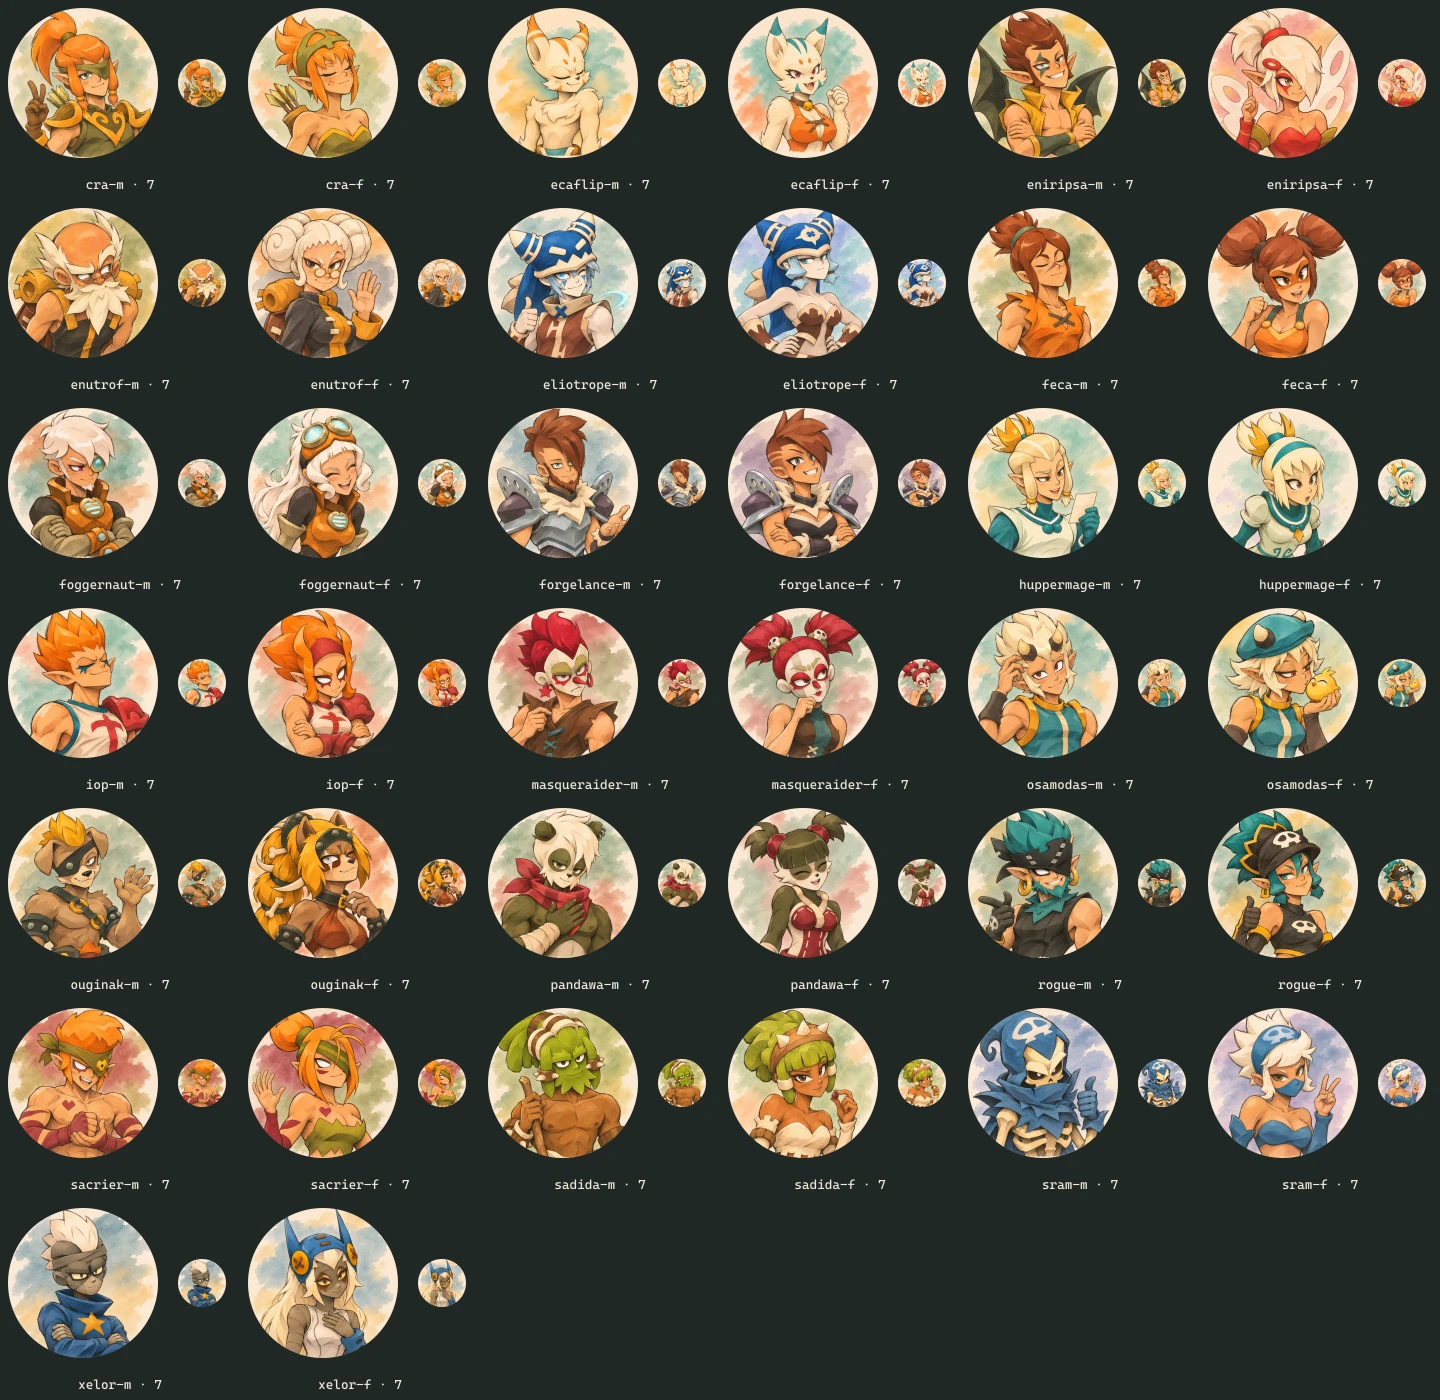 cra-m · 7
cra-f · 7
ecaflip-m · 7
ecaflip-f · 7
eniripsa-m · 7
eniripsa-f · 7
enutrof-m · 7
enutrof-f · 7
eliotrope-m · 7
eliotrope-f · 7
feca-m · 7
feca-f · 7
foggernaut-m · 7
foggernaut-f · 7
forgelance-m · 7
forgelance-f · 7
huppermage-m · 7
huppermage-f · 7
iop-m · 7
iop-f · 7
masqueraider-m · 7
masqueraider-f · 7
osamodas-m · 7
osamodas-f · 7
ouginak-m · 7
ouginak-f · 7
pandawa-m · 7
pandawa-f · 7
rogue-m · 7
rogue-f · 7
sacrier-m · 7
sacrier-f · 7
sadida-m · 7
sadida-f · 7
sram-m · 7
sram-f · 7
xelor-m · 7
xelor-f · 7